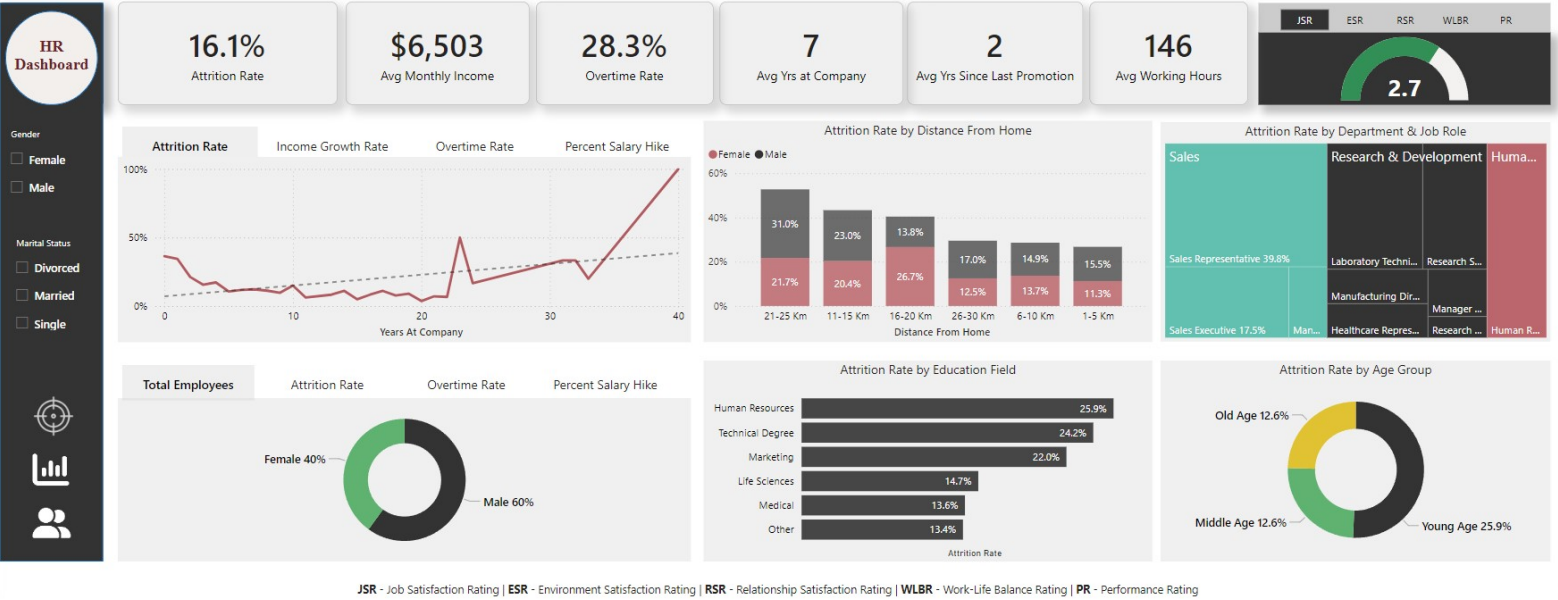 HR
Dashboard
Gender
Female
Male
Marital Status
Divorced
Married
Single
16.1%
Attrition Rate
$6,503
Avg Monthly Income
28.3%
Overtime Rate
7
Avg Yrs at Company
2
Avg Yrs Since Last Promotion
146
Avg Working Hours
JSR ESR RSR WLBR PR
2.7
Attrition Rate Income Growth Rate Overtime Rate Percent Salary Hike
100%
50%
0%
0 10 20 30 40
Years At Company
Attrition Rate by Distance From Home
Female Male
60%
40%
20%
0%
31.0% 23.0% 13.8% 17.0% 14.9% 15.5%
21.7% 20.4% 26.7% 12.5% 13.7% 11.3%
21-25 Km 11-15 Km 16-20 Km 26-30 Km 6-10 Km 1-5 Km
Distance From Home
Attrition Rate by Department & Job Role
Sales
Sales Representative 39.8%
Sales Executive 17.5%
Man...
Research & Development
Laboratory Techni...
Research S...
Manufacturing Dir...
Manager ...
Healthcare Repres...
Research ...
Huma...
Human R...
Total Employees Attrition Rate Overtime Rate Percent Salary Hike
Female 40%
Male 60%
Attrition Rate by Education Field
Human Resources 25.9%
Technical Degree 24.2%
Marketing 22.0%
Life Sciences 14.7%
Medical 13.6%
Other 13.4%
Attrition Rate
Attrition Rate by Age Group
Old Age 12.6%
Middle Age 12.6%
Young Age 25.9%
JSR - Job Satisfaction Rating | ESR - Environment Satisfaction Rating | RSR - Relationship Satisfaction Rating | WLBR - Work-Life Balance Rating | PR - Performance Rating